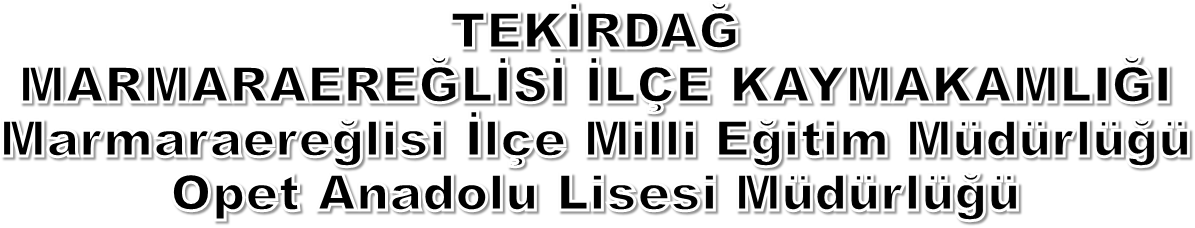 TEKİRDAĞ
MARMARAEREĞLİSİ İLÇE KAYMAKAMLIĞI
Marmaraereğlisi İlçe Milli Eğitim Müdürlüğü
Opet Anadolu Lisesi Müdürlüğü